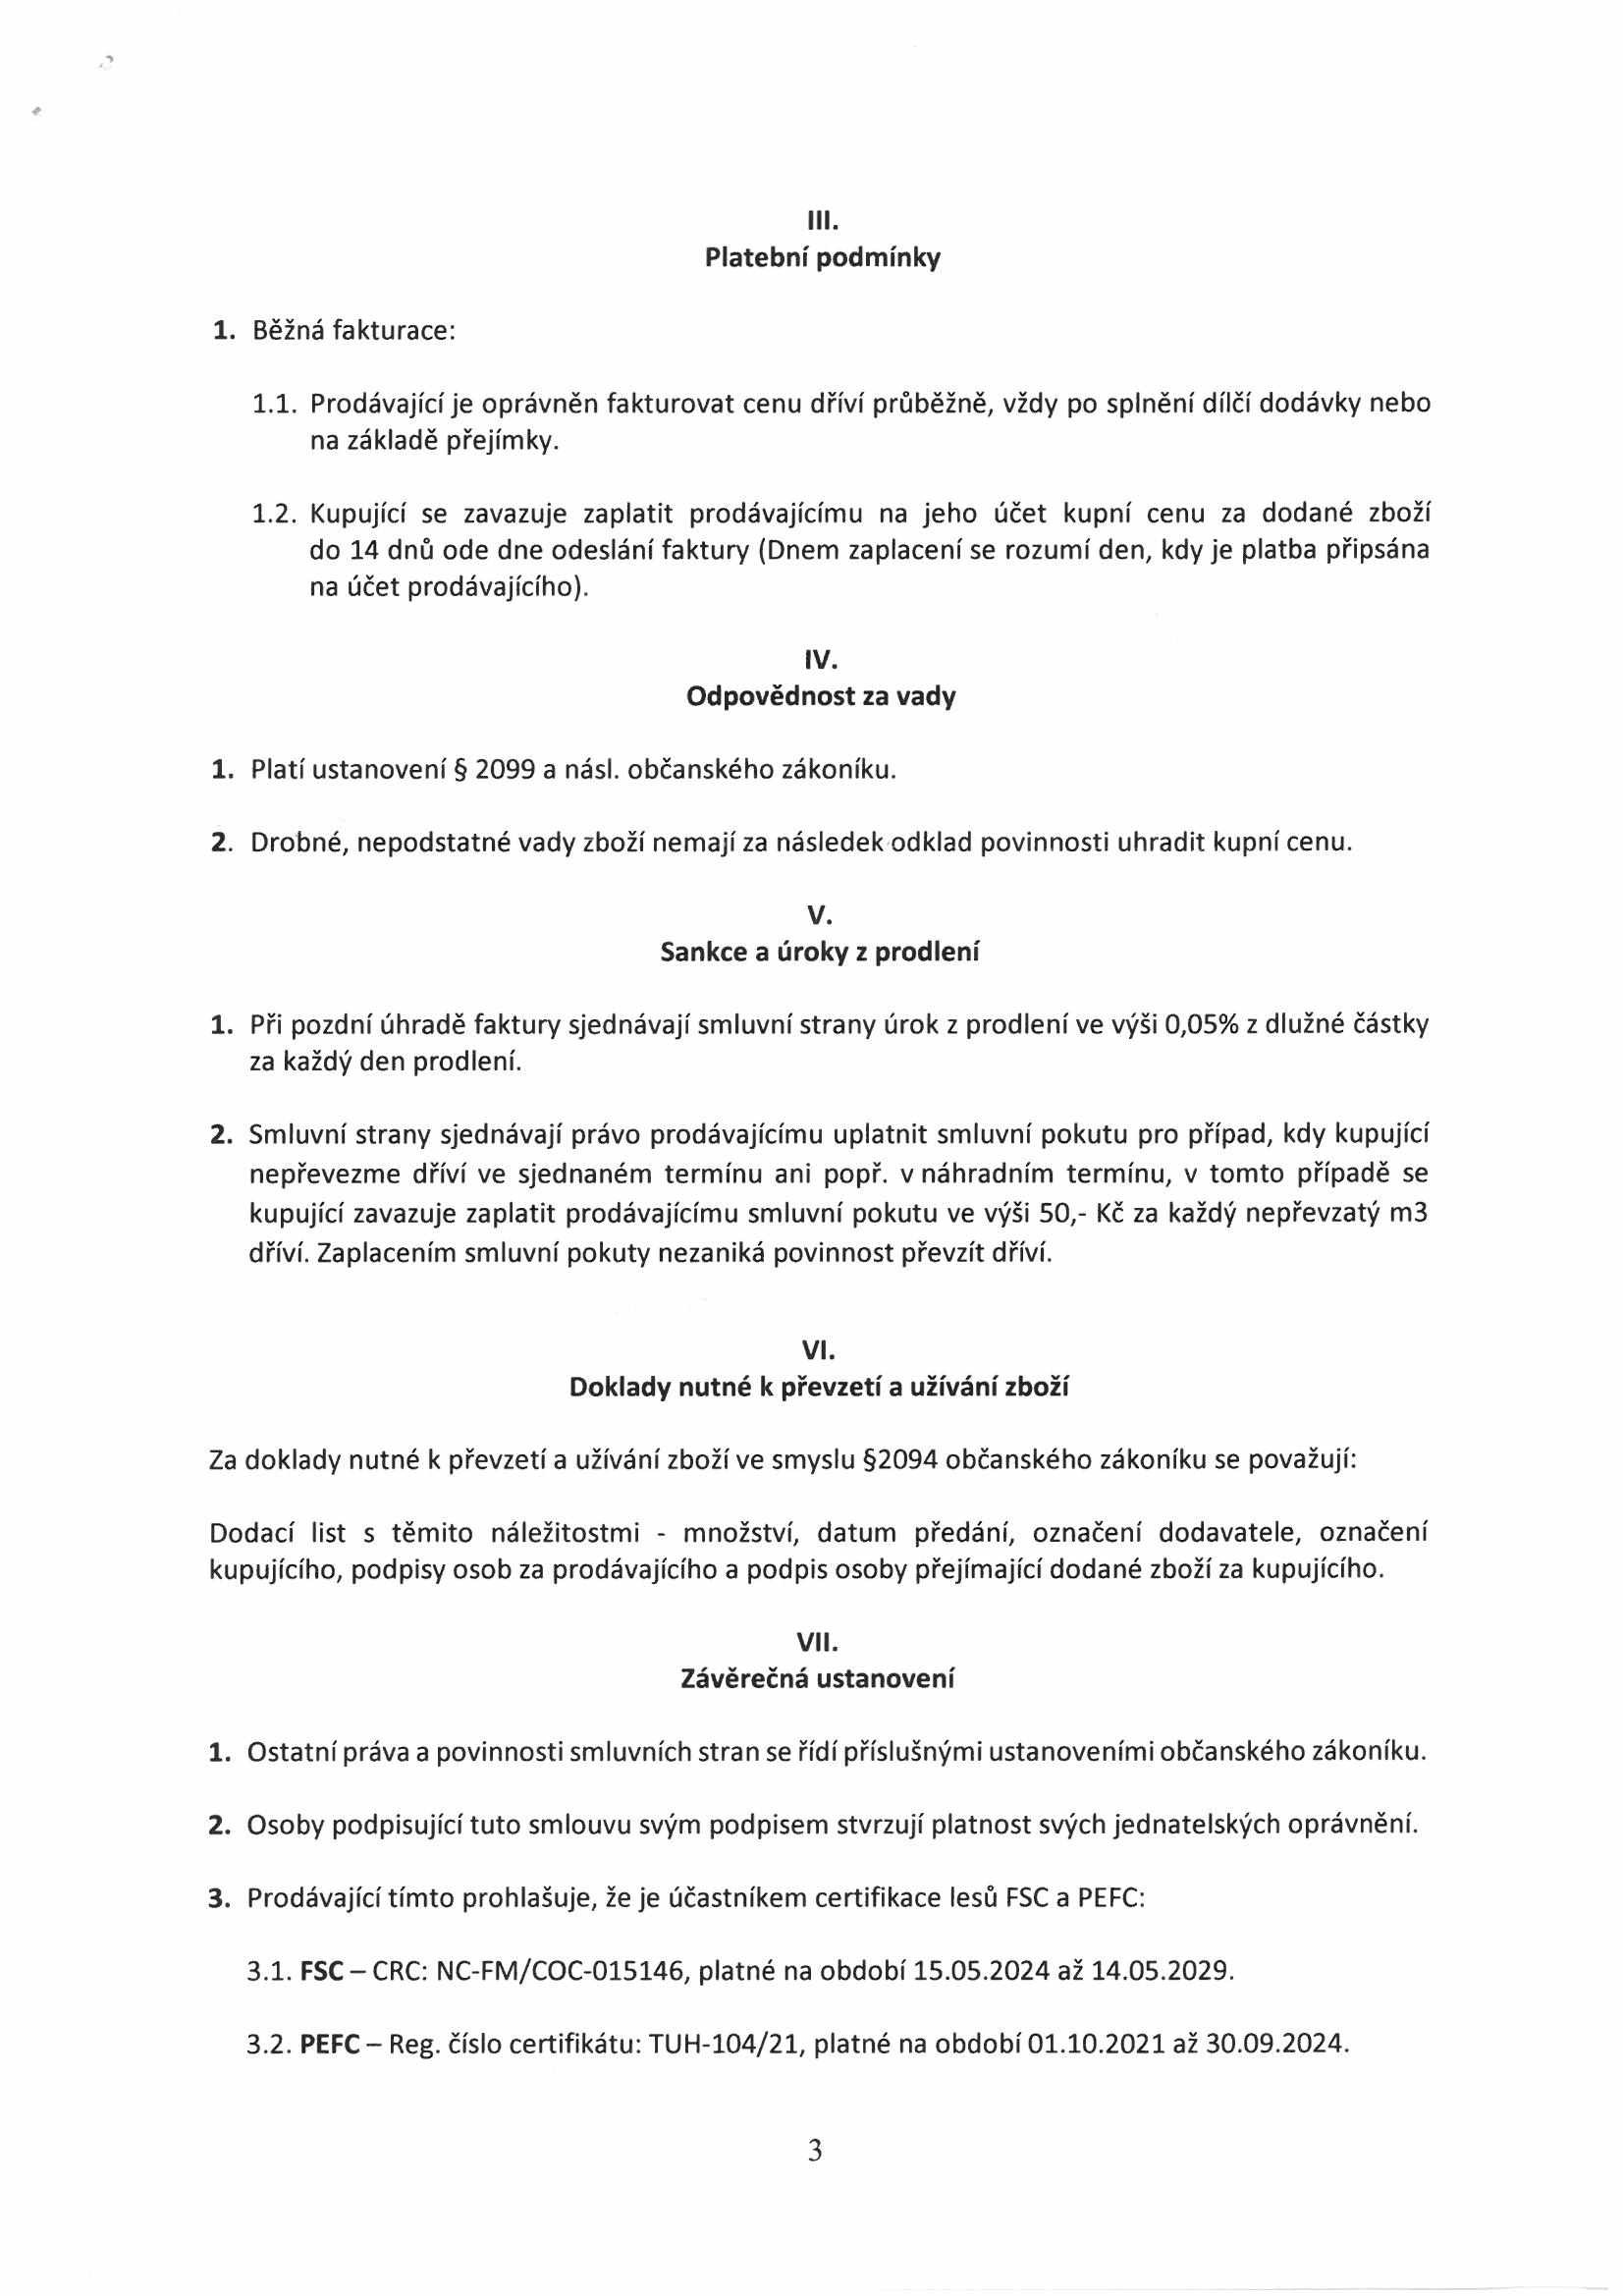 III.
Platební podmínky
1. Běžná fakturace:
1.1. Prodávající je oprávněn fakturovat cenu dříví průběžně, vždy po splnění dílčí dodávky nebo
na základě přejímky.
1.2. Kupující se zavazuje zaplatit prodávajícímu na jeho účet kupní cenu za dodané zboží
do 14 dnů ode dne odeslání faktury (Dnem zaplacení se rozumí den, kdy je platba připsána
na účet prodávajícího).
IV.
Odpovědnost za vady
1. Platí ustanovení § 2099 a násl. občanského zákoníku.
2. Drobné, nepodstatné vady zboží nemají za následek odklad povinnosti uhradit kupní cenu.
V.
Sankce a úroky z prodlení
1. Při pozdní úhradě faktury sjednávají smluvní strany úrok z prodlení ve výši 0,05% z dlužné částky
za každý den prodlení.
2. Smluvní strany sjednávají právo prodávajícímu uplatnit smluvní pokutu pro případ, kdy kupující
nepřevezme dříví ve sjednaném termínu ani popř. v náhradním termínu, v tomto případě se
kupující zavazuje zaplatit prodávajícímu smluvní pokutu ve výši 50,- Kč za každý nepřevzatý m3
dříví. Zaplacením smluvní pokuty nezaniká povinnost převzít dříví.
VI.
Doklady nutné k převzetí a užívání zboží
Za doklady nutné k převzetí a užívání zboží ve smyslu §2094 občanského zákoníku se považují:
Dodací list s těmito náležitostmi - množství, datum předání, označení dodavatele, označení
kupujícího, podpisy osob za prodávajícího a podpis osoby přejímající dodané zboží za kupujícího.
VII.
Závěrečná ustanovení
1. Ostatní práva a povinnosti smluvních stran se řídí příslušnými ustanoveními občanského zákoníku.
2. Osoby podpisující tuto smlouvu svým podpisem stvrzují platnost svých jednatelských oprávnění.
3. Prodávající tímto prohlašuje, že je účastníkem certifikace lesů FSC a PEFC:
3.1. FSC – CRC: NC-FM/COC-015146, platné na období 15.05.2024 až 14.05.2029.
3.2. PEFC – Reg. číslo certifikátu: TUH-104/21, platné na období 01.10.2021 až 30.09.2024.
3